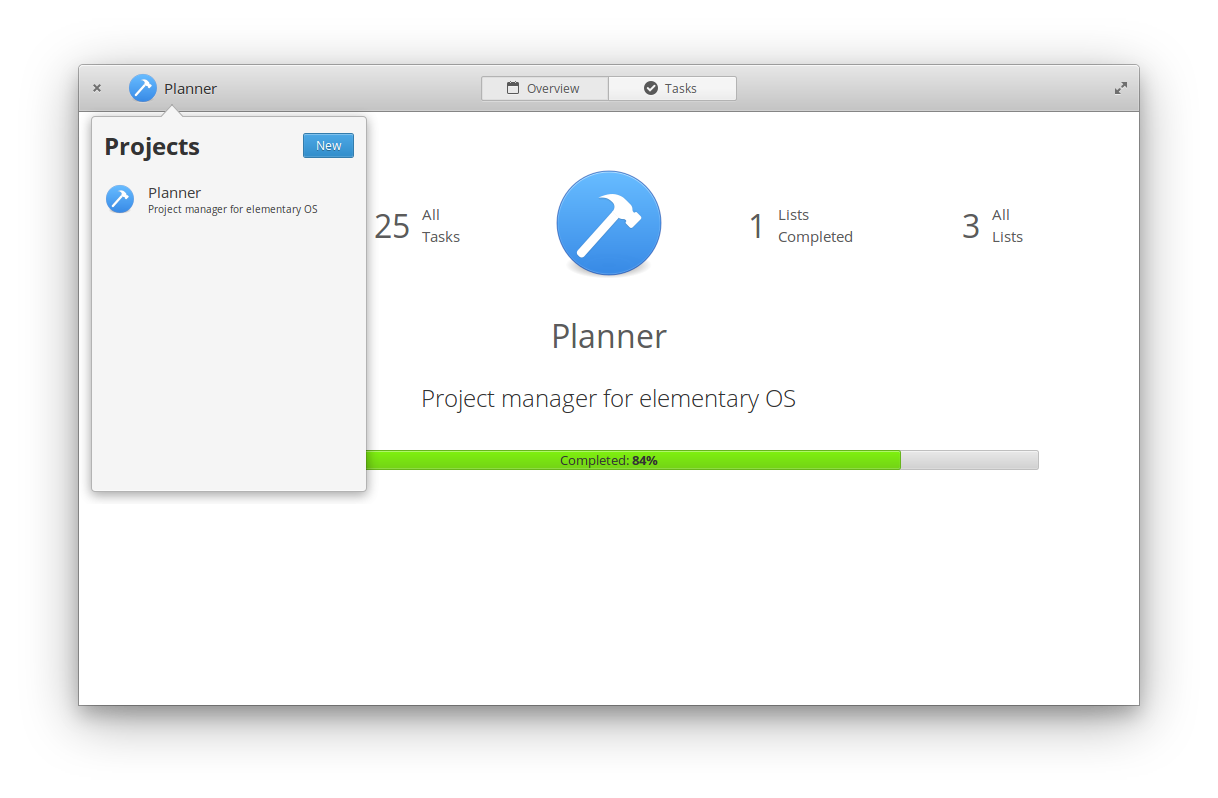 Planner
Overview
Tasks
Projects
New
Planner
Project manager for elementary OS
25 All Tasks
1 Lists Completed
3 All Lists
Planner
Project manager for elementary OS
Completed: 84%